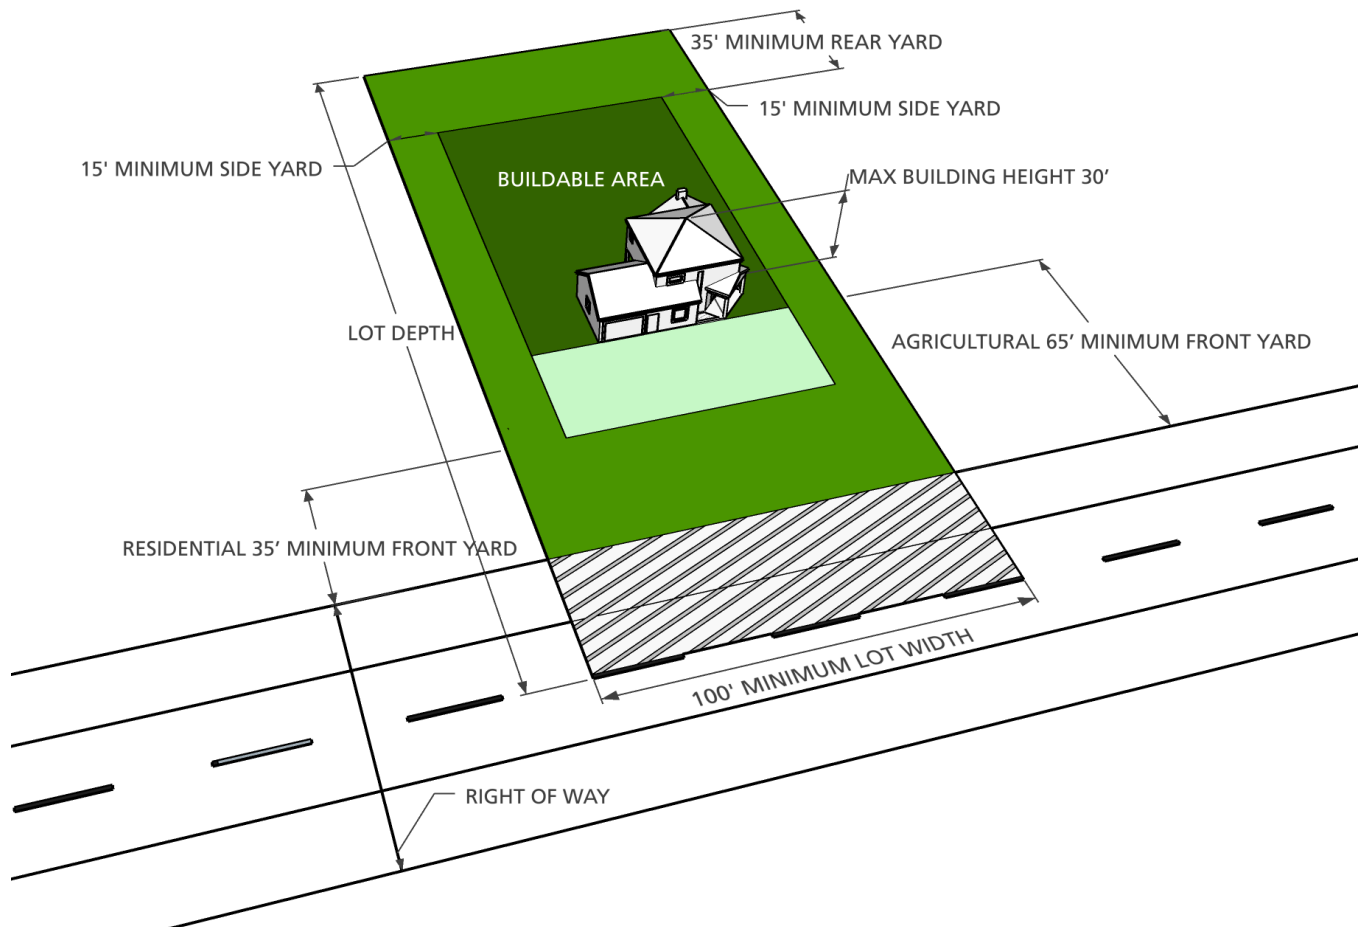 35' MINIMUM REAR YARD
15' MINIMUM SIDE YARD
15' MINIMUM SIDE YARD
BUILDABLE AREA
MAX BUILDING HEIGHT 30’
LOT DEPTH
AGRICULTURAL 65’ MINIMUM FRONT YARD
RESIDENTIAL 35’ MINIMUM FRONT YARD
100' MINIMUM LOT WIDTH
RIGHT OF WAY